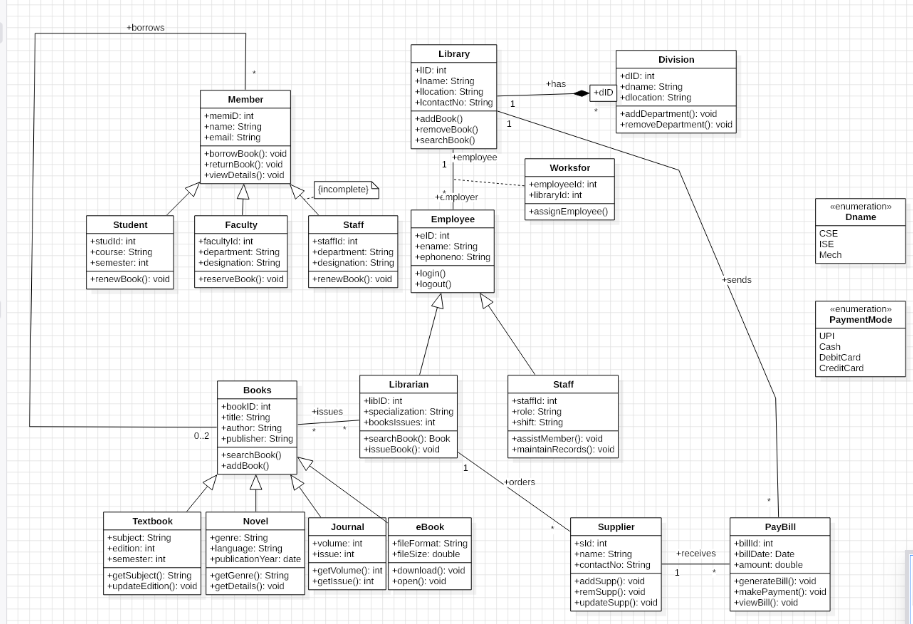 +borrows
*
Member
+memiD: int
+name: String
+email: String
+borrowBook(): void
+returnBook(): void
+viewDetails(): void
{incomplete}
Student
+studId: int
+course: String
+semester: int
+renewBook(): void
Faculty
+facultyId: int
+department: String
+designation: String
+reserveBook(): void
Staff
+staffId: int
+department: String
+designation: String
+renewBook(): void
Library
+lID: int
+lname: String
+llocation: String
+lcontactNo: String
+addBook()
+removeBook()
+searchBook()
+has
1
+dID
*
Division
+dID: int
+dname: String
+dlocation: String
+addDepartment(): void
+removeDepartment(): void
1
+employee
1
*
+employer
Worksfor
+employeeId: int
+libraryId: int
+assignEmployee()
Employee
+eID: int
+ename: String
+ephoneno: String
+login()
+logout()
«enumeration»
Dname
CSE
ISE
Mech
+sends
«enumeration»
PaymentMode
UPI
Cash
DebitCard
CreditCard
Books
+bookID: int
+title: String
+author: String
+publisher: String
+searchBook()
+addBook()
0..2
+issues
*
*
Librarian
+libID: int
+specialization: String
+booksIssues: int
+searchBook(): Book
+issueBook(): void
Staff
+staffId: int
+role: String
+shift: String
+assistMember(): void
+maintainRecords(): void
1
+orders
*
*
Textbook
+subject: String
+edition: int
+semester: int
+getSubject(): String
+updateEdition(): void
Novel
+genre: String
+language: String
+publicationYear: date
+getGenre(): String
+getDetails(): void
Journal
+volume: int
+issue: int
+getVolume(): int
+getIssue(): int
eBook
+fileFormat: String
+fileSize: double
+download(): void
+open(): void
Supplier
+sId: int
+name: String
+contactNo: String
+addSupp(): void
+remSupp(): void
+updateSupp(): void
+receives
1
*
PayBill
+billId: int
+billDate: Date
+amount: double
+generateBill(): void
+makePayment(): void
+viewBill(): void